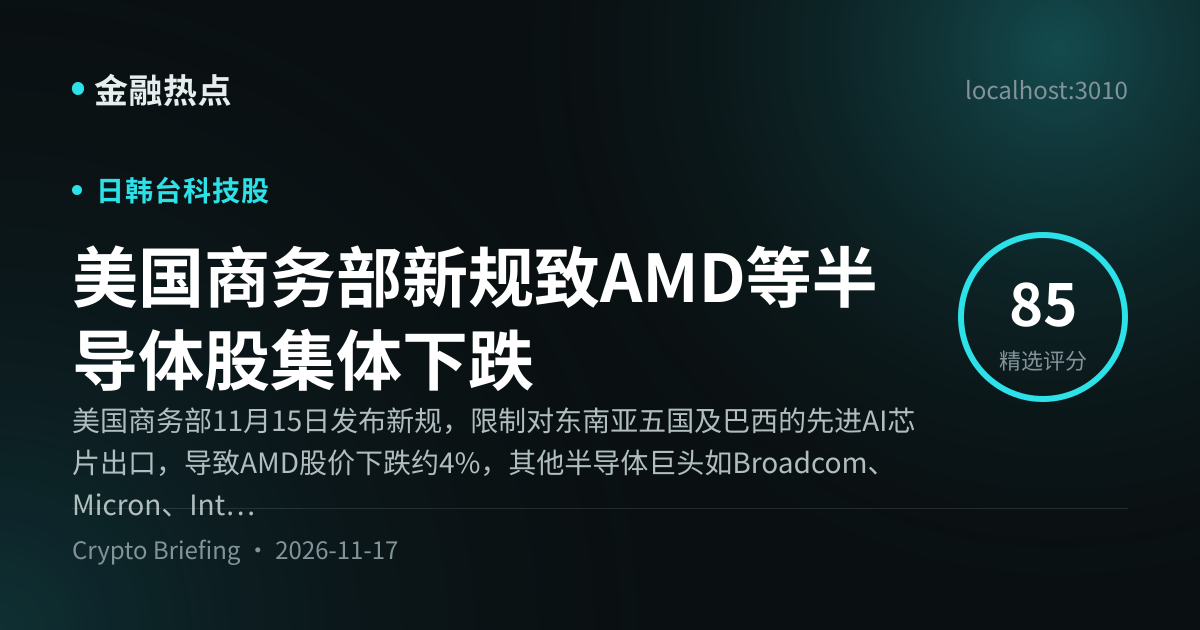 金融热点
localhost:3010
日韩台科技股
美国商务部新规致AMD等半
导体股集体下跌
85
精选评分
美国商务部11月15日发布新规，限制对东南亚五国及巴西的先进AI芯
片出口，导致AMD股价下跌约4%，其他半导体巨头如Broadcom、
Micron、Int…
Crypto Briefing · 2026-11-17